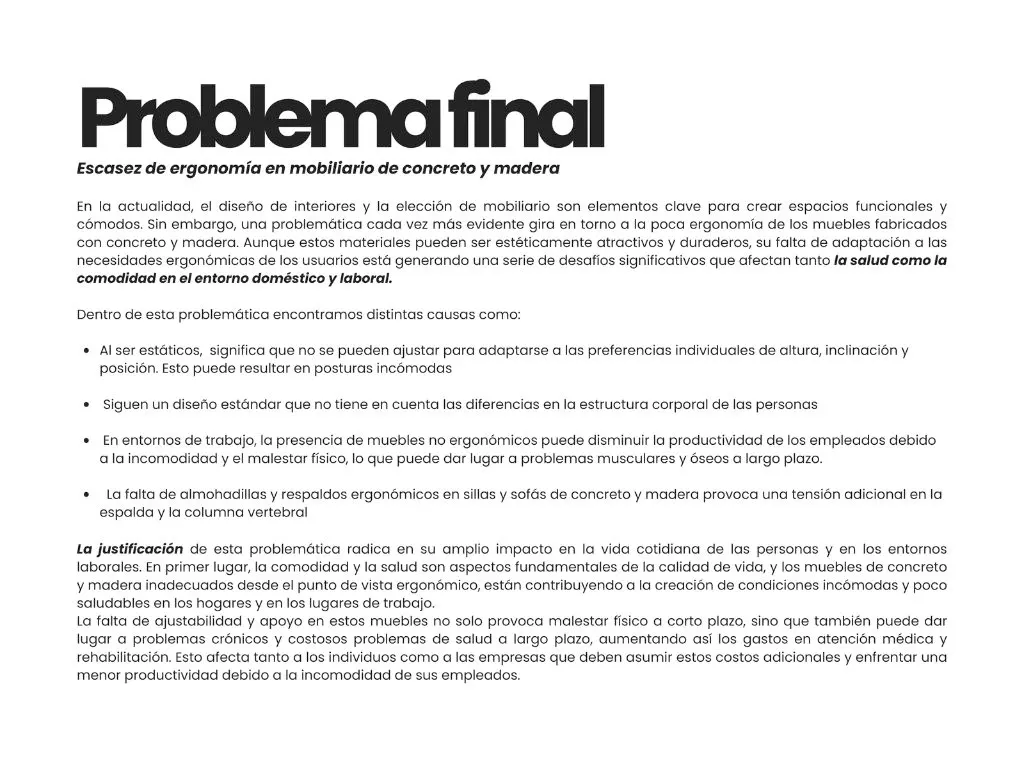 Problema final
Escasez de ergonomía en mobiliario de concreto y madera
En la actualidad, el diseño de interiores y la elección de mobiliario son elementos clave para crear espacios funcionales y
cómodos. Sin embargo, una problemática cada vez más evidente gira en torno a la poca ergonomía de los muebles fabricados
con concreto y madera. Aunque estos materiales pueden ser estéticamente atractivos y duraderos, su falta de adaptación a las
necesidades ergonómicas de los usuarios está generando una serie de desafíos significativos que afectan tanto la salud como la
comodidad en el entorno doméstico y laboral.
Dentro de esta problemática encontramos distintas causas como:
• Al ser estáticos, significa que no se pueden ajustar para adaptarse a las preferencias individuales de altura, inclinación y
posición. Esto puede resultar en posturas incómodas
• Siguen un diseño estándar que no tiene en cuenta las diferencias en la estructura corporal de las personas
• En entornos de trabajo, la presencia de muebles no ergonómicos puede disminuir la productividad de los empleados debido
a la incomodidad y el malestar físico, lo que puede dar lugar a problemas musculares y óseos a largo plazo.
• La falta de almohadillas y respaldos ergonómicos en sillas y sofás de concreto y madera provoca una tensión adicional en la
espalda y la columna vertebral
La justificación de esta problemática radica en su amplio impacto en la vida cotidiana de las personas y en los entornos
laborales. En primer lugar, la comodidad y la salud son aspectos fundamentales de la calidad de vida, y los muebles de concreto
y madera inadecuados desde el punto de vista ergonómico, están contribuyendo a la creación de condiciones incómodas y poco
saludables en los hogares y en los lugares de trabajo.
La falta de ajustabilidad y apoyo en estos muebles no solo provoca malestar físico a corto plazo, sino que también puede dar
lugar a problemas crónicos y costosos problemas de salud a largo plazo, aumentando así los gastos en atención médica y
rehabilitación. Esto afecta tanto a los individuos como a las empresas que deben asumir estos costos adicionales y enfrentar una
menor productividad debido a la incomodidad de sus empleados.